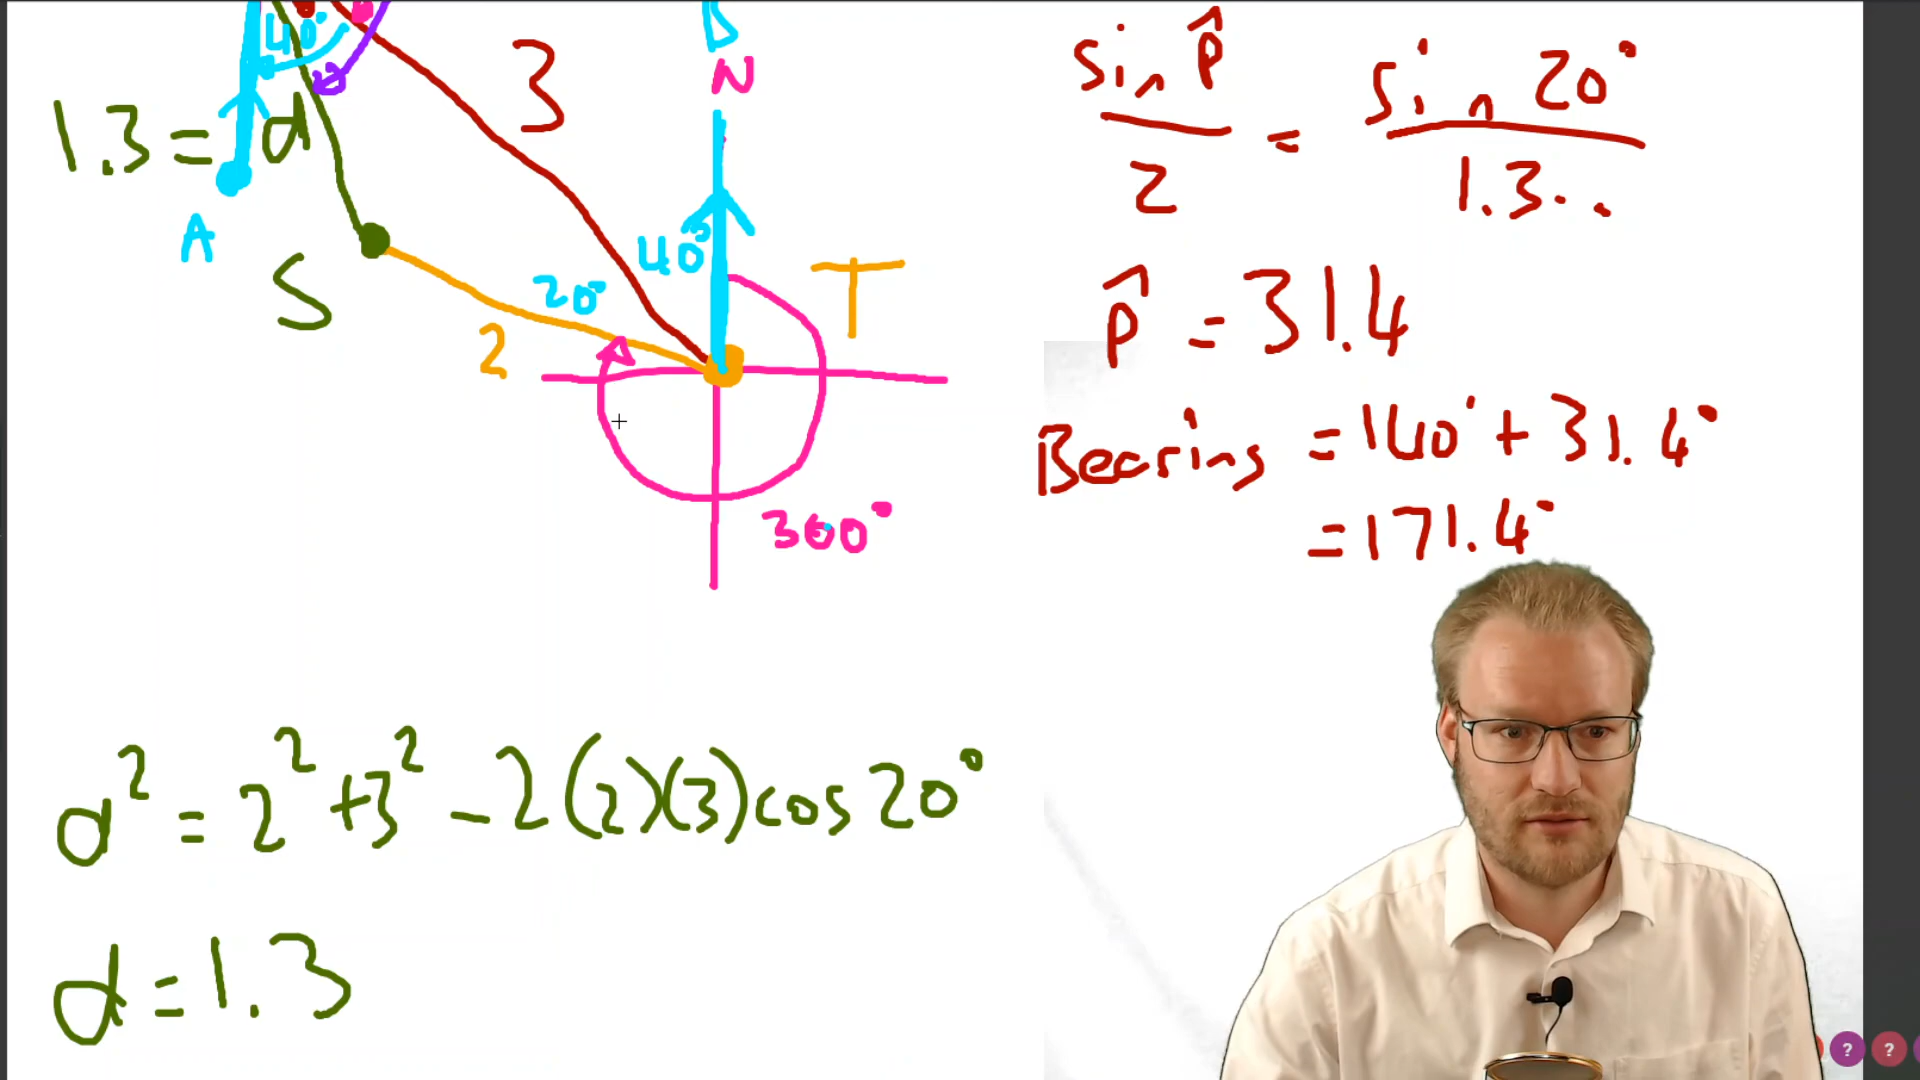 40°
3
N
1.3 = d
A
S
40°
20°
2
T
300°
sin P̂ / 2 = sin 20° / 1.3..
P̂ = 31.4
Bearing = 140° + 31.4°
= 171.4°
d² = 2² + 3² - 2(2)(3)cos 20°
d = 1.3
? ?